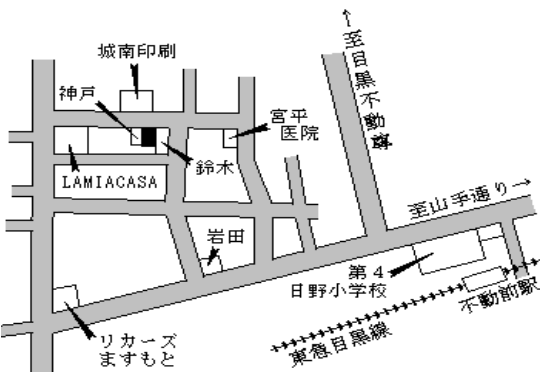 城南印刷
神戸
宮平
医院
鈴木
LAMIACASA
↑至目黒不動尊
至山手通り→
岩田
第4
日野小学校
不動前駅
東急目黒線
リカーズ
ますもと